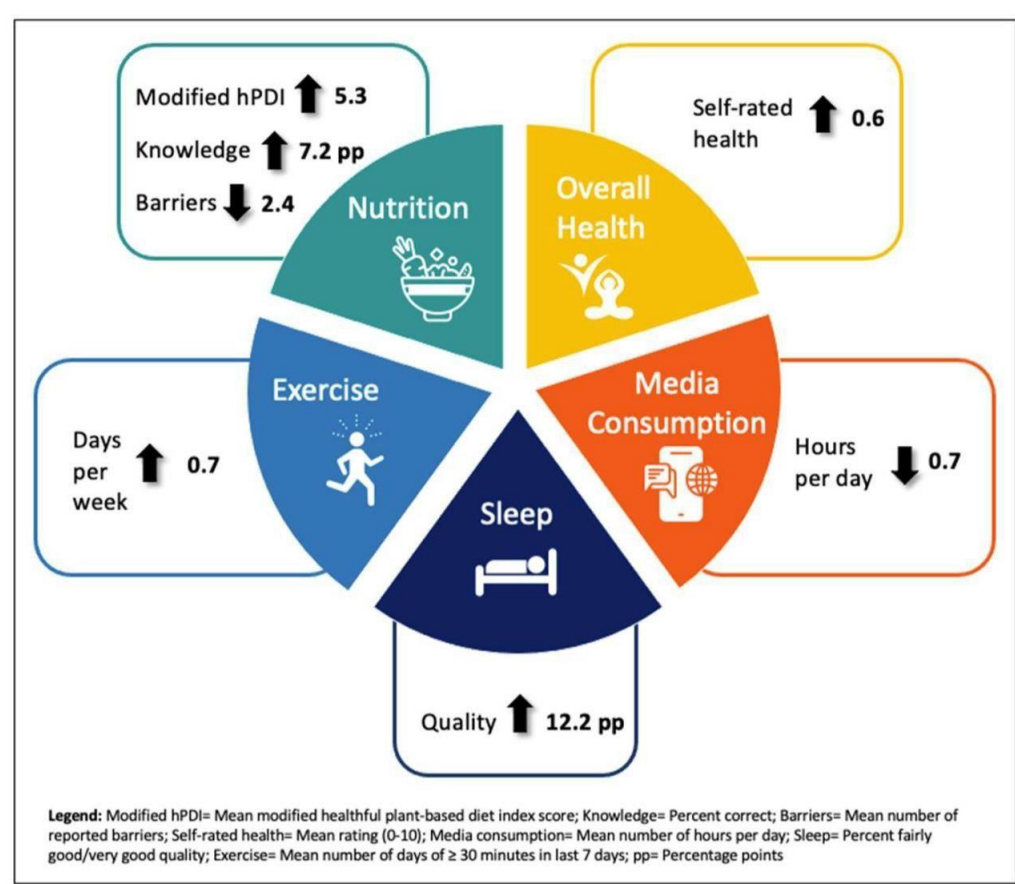 Modified hPDI ⬆ 5.3
Knowledge ⬆ 7.2 pp
Barriers ⬇ 2.4
Nutrition
Overall
Health
Self-rated
health ⬆ 0.6
Exercise
Days
per
week ⬆ 0.7
Media
Consumption
Hours
per day ⬇ 0.7
Sleep
Quality ⬆ 12.2 pp
Legend: Modified hPDI= Mean modified healthful plant-based diet index score; Knowledge= Percent correct; Barriers= Mean number of
reported barriers; Self-rated health= Mean rating (0-10); Media consumption= Mean number of hours per day; Sleep= Percent fairly
good/very good quality; Exercise= Mean number of days of ≥ 30 minutes in last 7 days; pp= Percentage points